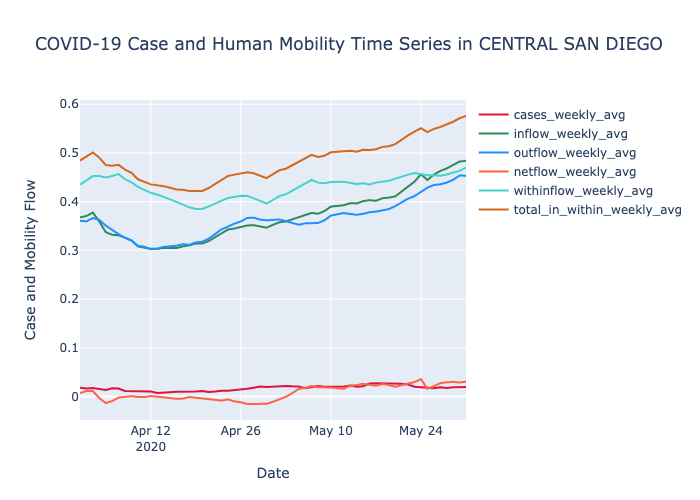 COVID-19 Case and Human Mobility Time Series in CENTRAL SAN DIEGO
Case and Mobility Flow
0.6
0.5
0.4
0.3
0.2
0.1
0
Apr 12
2020
Apr 26
May 10
May 24
Date
cases_weekly_avg
inflow_weekly_avg
outflow_weekly_avg
netflow_weekly_avg
withinflow_weekly_avg
total_in_within_weekly_avg